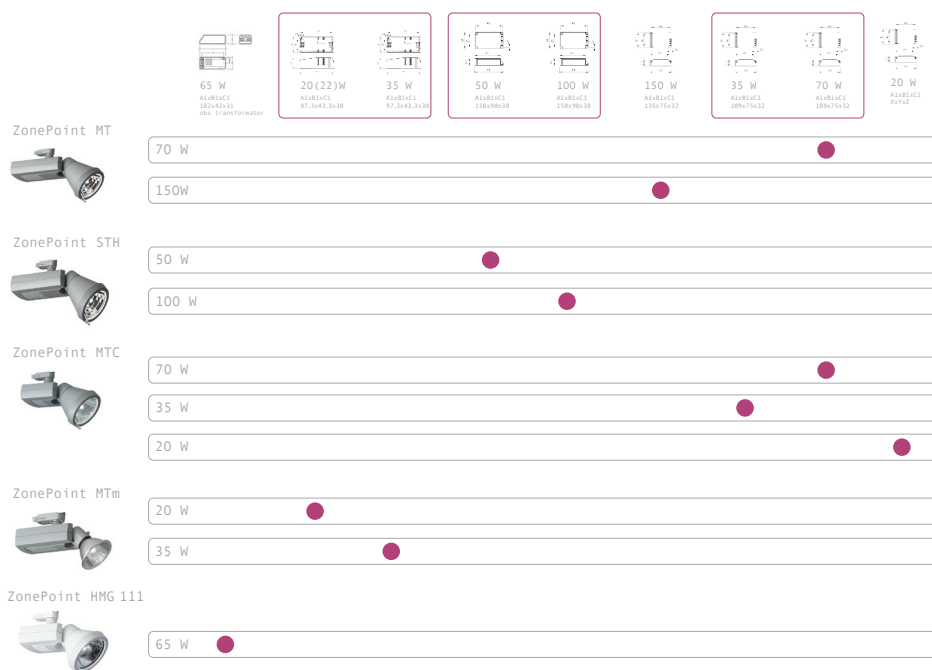 65 W
A1xB1xC1
102x42x31
obs transformator
20(22)W
A1xB1xC1
97,3x43,3x30
35 W
A1xB1xC1
97,3x43,3x30
50 W
A1xB1xC1
150x90x38
100 W
A1xB1xC1
150x90x38
150 W
A1xB1xC1
135x75x32
35 W
A1xB1xC1
109x75x32
70 W
A1xB1xC1
109x75x32
20 W
A1xB1xC1
XxYxZ
ZonePoint MT
70 W
150W
ZonePoint STH
50 W
100 W
ZonePoint MTC
70 W
35 W
20 W
ZonePoint MTm
20 W
35 W
ZonePoint HMG 111
65 W